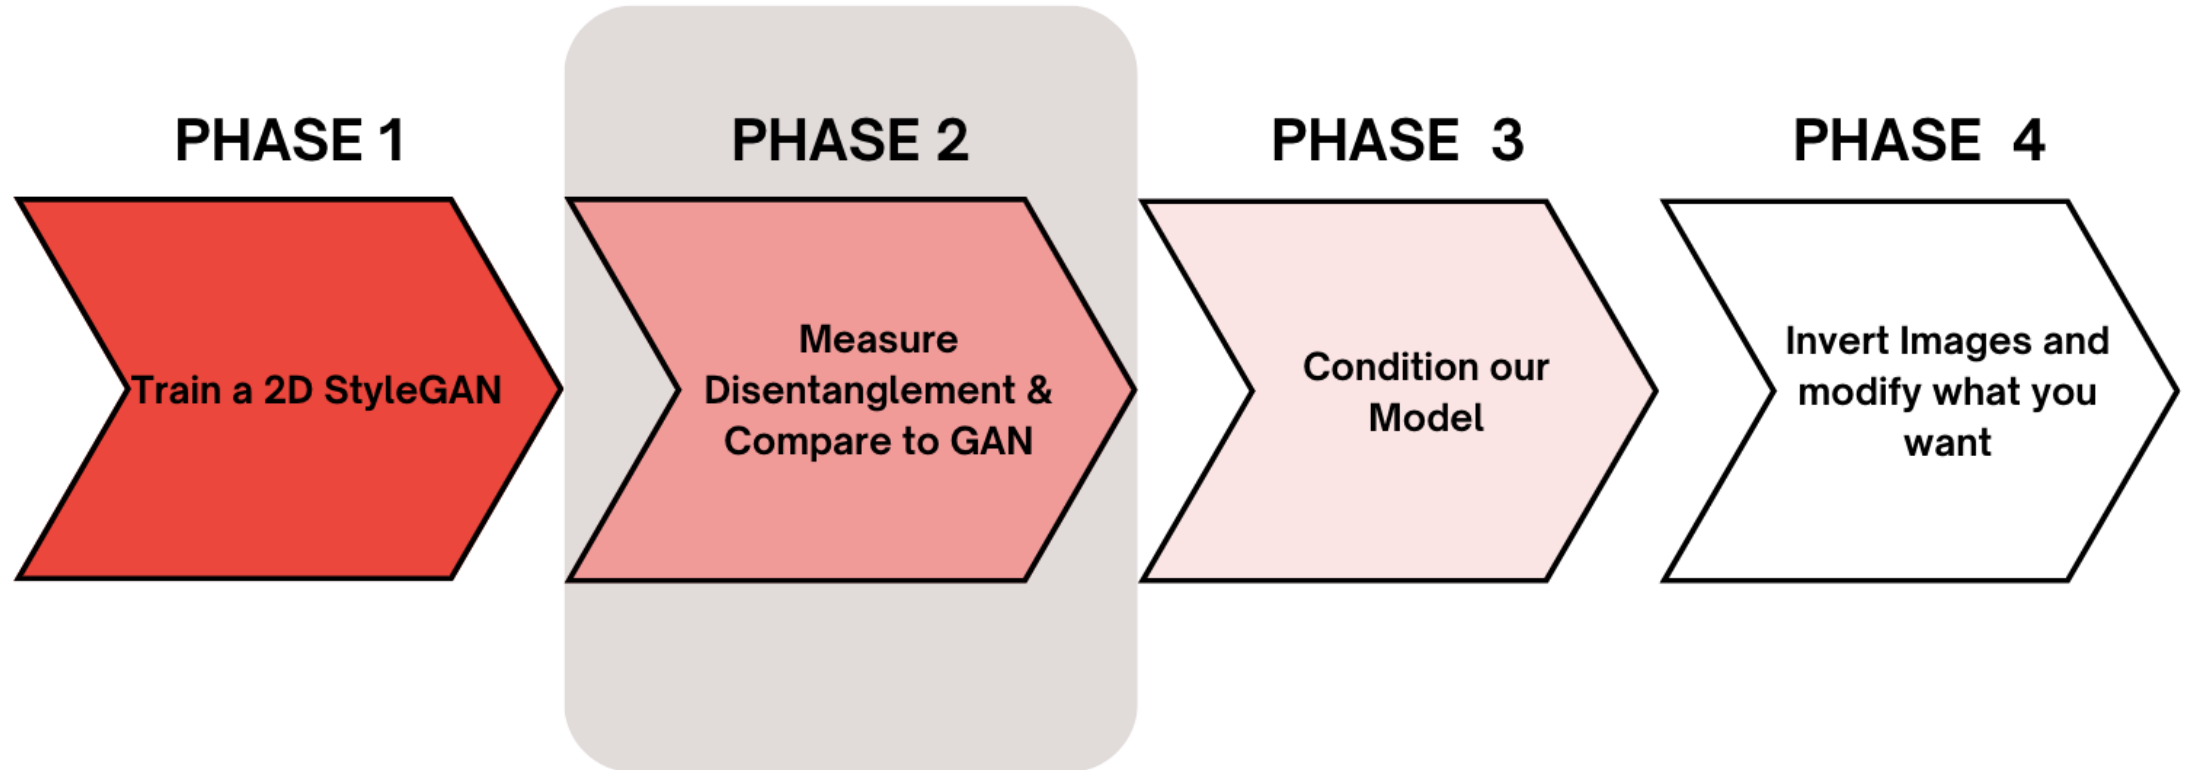 PHASE 1
Train a 2D StyleGAN
PHASE 2
Measure
Disentanglement &
Compare to GAN
PHASE 3
Condition our
Model
PHASE 4
Invert Images and
modify what you
want